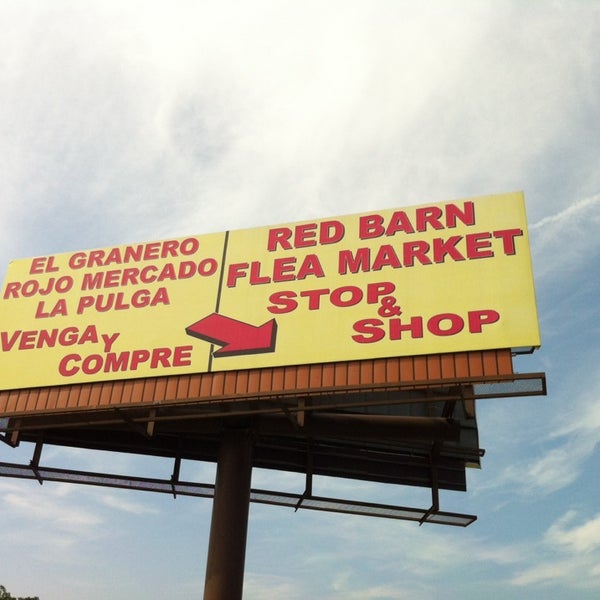 EL GRANERO
ROJO MERCADO
LA PULGA
VENGA Y
COMPRE
RED BARN
FLEA MARKET
STOP
&
SHOP